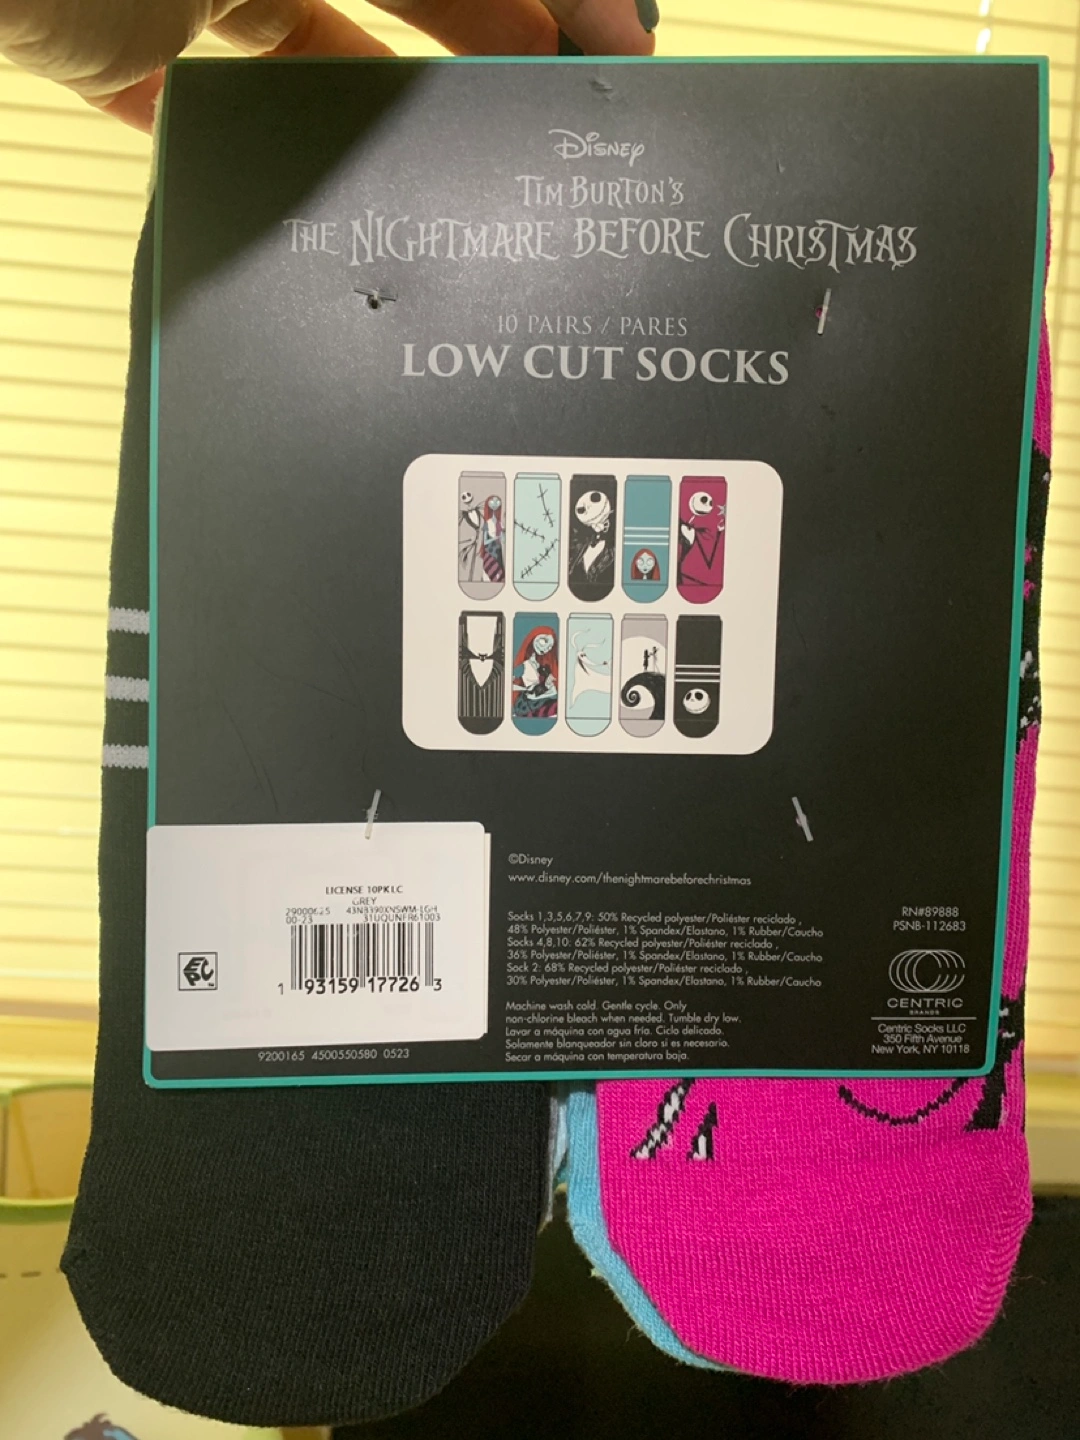 Disney
Tim Burton's
The Nightmare Before Christmas
10 PAIRS / PARES
LOW CUT SOCKS
©Disney
www.disney.com/thenightmarebeforechristmas
Socks 1,3,5,6,7,9: 50% Recycled polyester/Poliéster reciclado ,
48% Polyester/Poliéster, 1% Spandex/Elastano, 1% Rubber/Caucho
Socks 4,8,10: 62% Recycled polyester/Poliéster reciclado ,
36% Polyester/Poliéster, 1% Spandex/Elastano, 1% Rubber/Caucho
Sock 2: 68% Recycled polyester/Poliéster reciclado ,
30% Polyester/Poliéster, 1% Spandex/Elastano, 1% Rubber/Caucho
Machine wash cold. Gentle cycle. Only
non-chlorine bleach when needed. Tumble dry low.
Lavar a máquina con agua fría. Ciclo delicado.
Solamente blanqueador sin cloro si es necesario.
Secar a máquina con temperatura baja.
RN#89888
PSNB-112683
CENTRIC
BRANDS
Centric Socks LLC
350 Fifth Avenue
New York, NY 10118
LICENSE 10PK LC
GREY
29000625
00-23
1 93159 17726 3
EPC
9200165 4500550580 0523